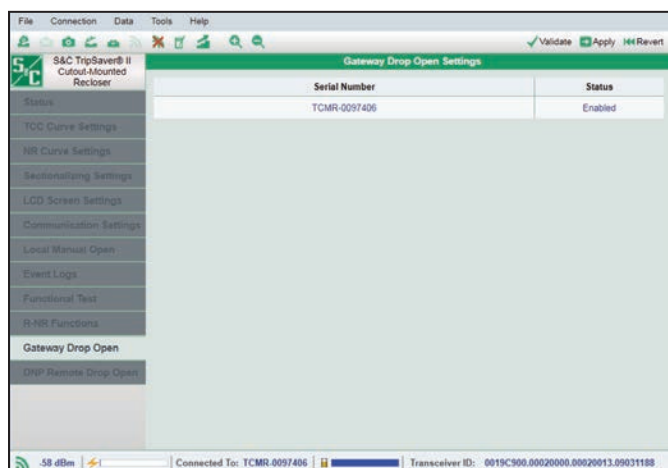 File Connection Data Tools Help
Validate Apply Revert
S&C S&C TripSaver® II
Cutout-Mounted
Recloser
Gateway Drop Open Settings
Serial Number Status
TCMR-0097406 Enabled
Status
TCC Curve Settings
NR Curve Settings
Sectionalizing Settings
LCD Screen Settings
Communication Settings
Local Manual Open
Event Logs
Functional Test
R-NR Functions
Gateway Drop Open
DNP Remote Drop Open
-58 dBm Connected To: TCMR-0097406 Transceiver ID: 0019C900.00020000.00020013.09031188